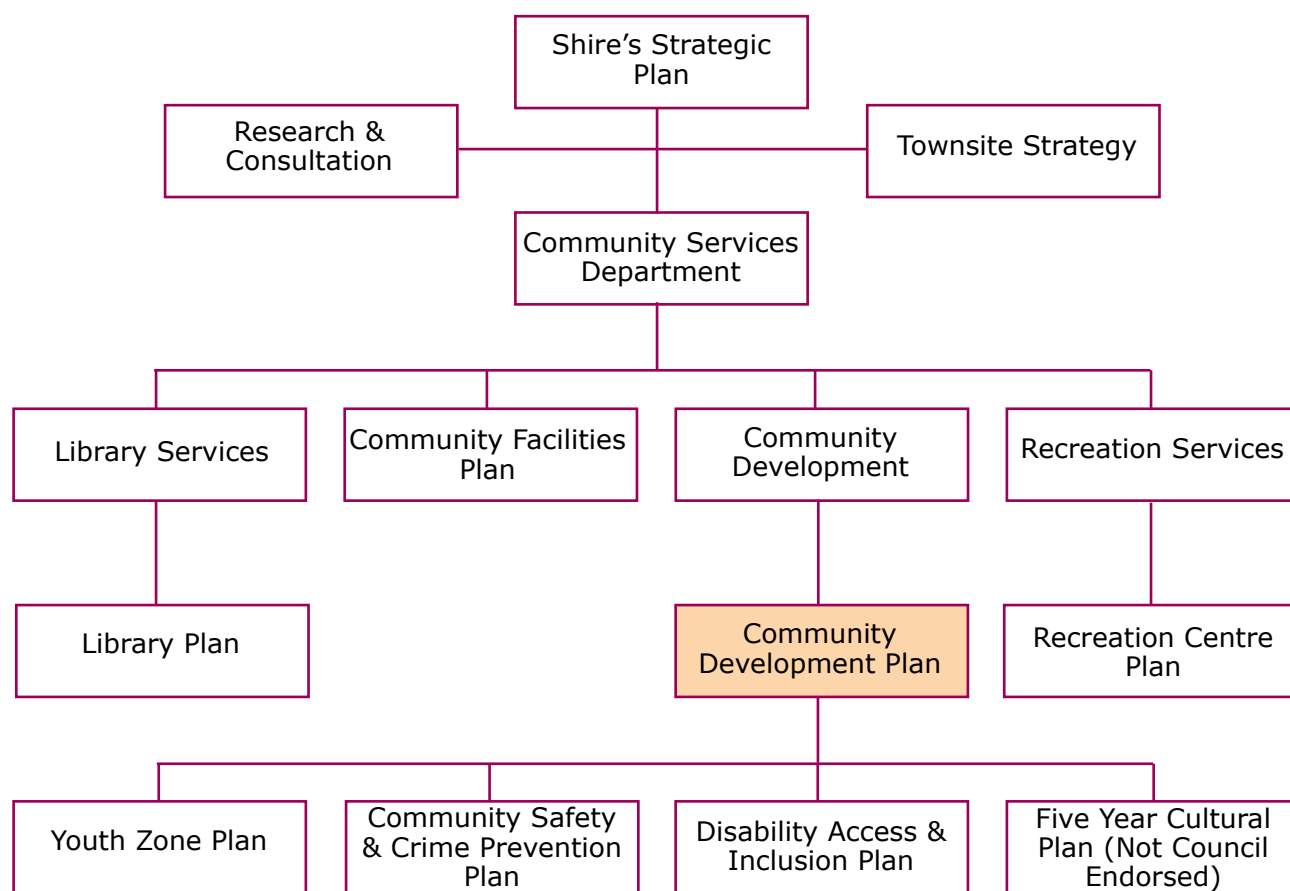 Shire’s Strategic
Plan
Research &
Consultation
Townsite Strategy
Community Services
Department
Library Services
Community Facilities
Plan
Community
Development
Recreation Services
Library Plan
Community
Development Plan
Recreation Centre
Plan
Youth Zone Plan
Community Safety
& Crime Prevention
Plan
Disability Access &
Inclusion Plan
Five Year Cultural
Plan (Not Council
Endorsed)